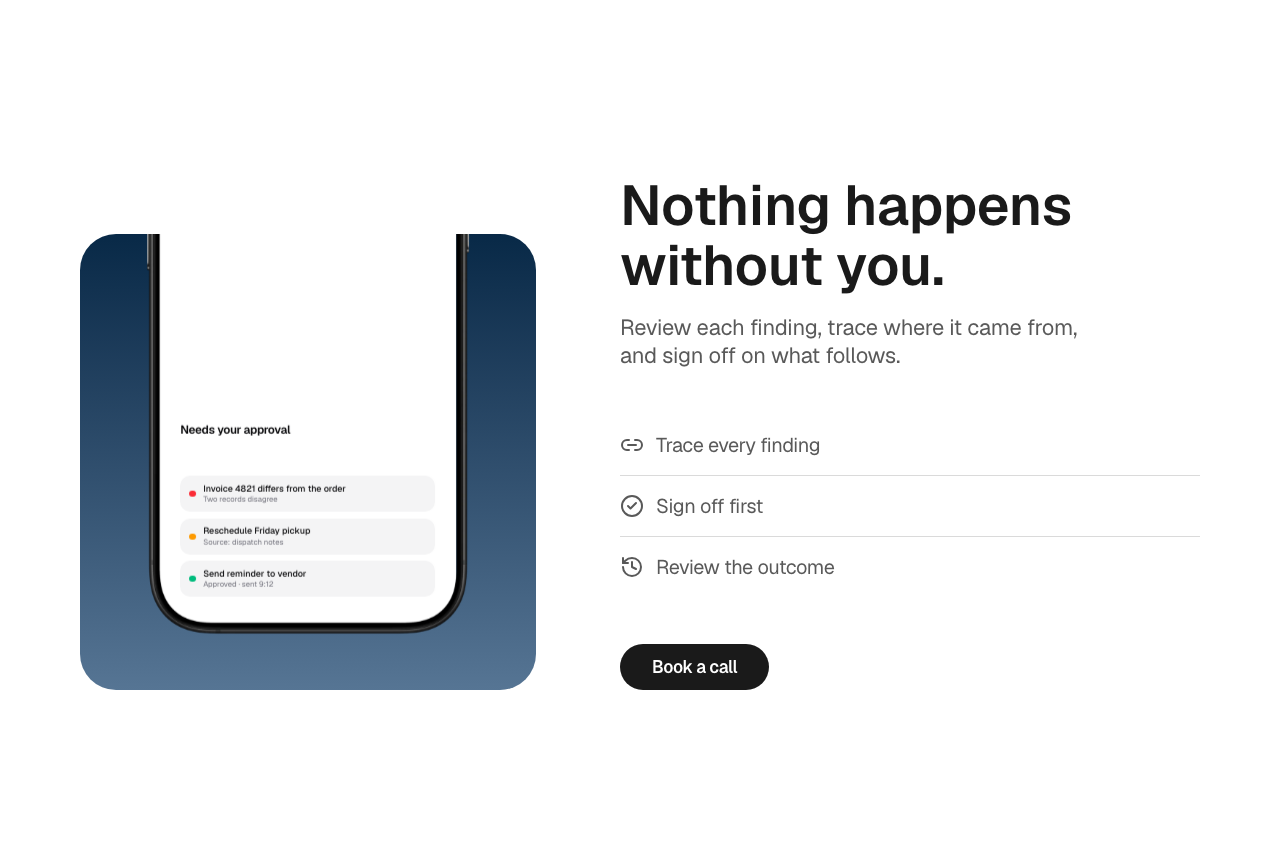 Nothing happens
without you.
Review each finding, trace where it came from,
and sign off on what follows.
Trace every finding
Sign off first
Review the outcome
Book a call
Needs your approval
Invoice 4821 differs from the order
Two records disagree
Reschedule Friday pickup
Source: dispatch notes
Send reminder to vendor
Approved · sent 9:12